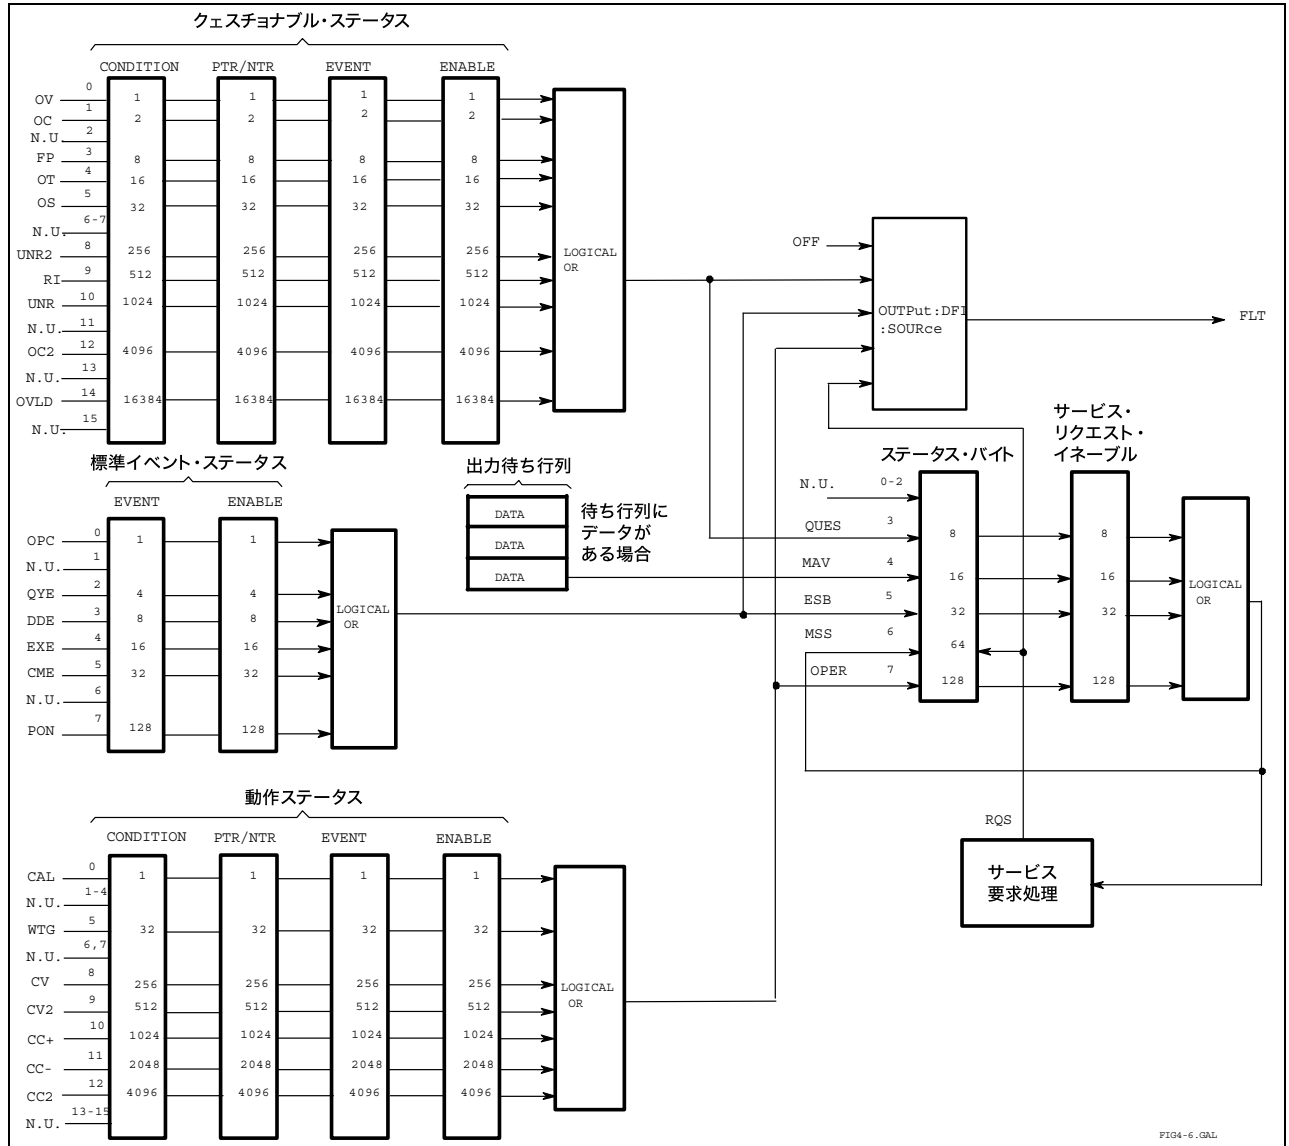 クェスチョナブル・ステータス
CONDITION PTR/NTR EVENT ENABLE
OV 0 1 1 1 1
OC 1 2 2 2 2
N.U. 2
FP 3 8 8 8 8
OT 4 16 16 16 16
OS 5 32 32 32 32
N.U. 6-7
UNR2 8 256 256 256 256
RI 9 512 512 512 512
UNR 10 1024 1024 1024 1024
N.U. 11
OC2 12 4096 4096 4096 4096
N.U. 13
OVLD 14 16384 16384 16384 16384
N.U. 15
LOGICAL
OR
OFF
OUTPut:DFI
:SOURce
FLT
標準イベント・ステータス
EVENT ENABLE
OPC 0 1 1
N.U. 1
QYE 2 4 4
DDE 3 8 8
EXE 4 16 16
CME 5 32 32
N.U. 6
PON 7 128 128
LOGICAL
OR
出力待ち行列
DATA
DATA
DATA
待ち行列に
データが
ある場合
ステータス・バイト
N.U. 0-2
QUES 3 8
MAV 4 16
ESB 5 32
MSS 6 64
OPER 7 128
サービス・
リクエスト・
イネーブル
8
16
32
128
LOGICAL
OR
RQS
サービス
要求処理
動作ステータス
CONDITION PTR/NTR EVENT ENABLE
CAL 0 1 1 1 1
N.U. 1-4
WTG 5 32 32 32 32
N.U. 6,7
CV 8 256 256 256 256
CV2 9 512 512 512 512
CC+ 10 1024 1024 1024 1024
CC- 11 2048 2048 2048 2048
CC2 12 4096 4096 4096 4096
N.U. 13-15
LOGICAL
OR
FIG4-6.GAL